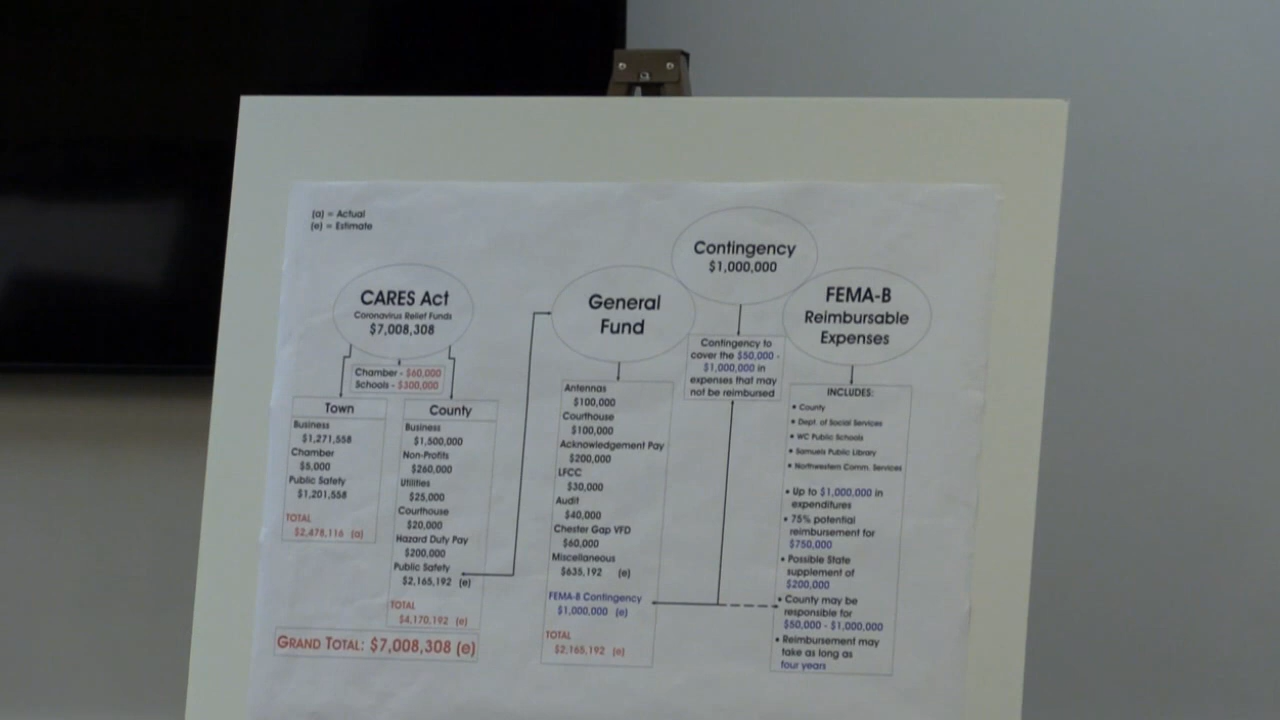 (a) = Actual
(e) = Estimate
CARES Act
Coronavirus Relief Funds
$7,008,308
Chamber - $60,000
Schools - $300,000
Town
Business
$1,271,558
Chamber
$5,000
Public Safety
$1,201,558
TOTAL
$2,478,116 (a)
County
Business
$1,500,000
Non-Profits
$260,000
Utilities
$25,000
Courthouse
$20,000
Hazard Duty Pay
$200,000
Public Safety
$2,165,192 (e)
TOTAL
$4,170,192 (e)
GRAND TOTAL: $7,008,308 (e)
General
Fund
Antennas
$100,000
Courthouse
$100,000
Acknowledgement Pay
$200,000
LFCC
$30,000
Audit
$40,000
Chester Gap VFD
$60,000
Miscellaneous
$635,192 (e)
FEMA-B Contingency
$1,000,000 (e)
TOTAL
$2,165,192 (e)
Contingency
$1,000,000
Contingency to
cover the $50,000 -
$1,000,000 in
expenses that may
not be reimbursed
FEMA-B
Reimbursable
Expenses
INCLUDES:
• County
• Dept. of Social Services
• WC Public Schools
• Samuels Public Library
• Northwestern Comm. Services
• Up to $1,000,000 in
expenditures
• 75% potential
reimbursement for
$750,000
• Possible State
supplement of
$200,000
• County may be
responsible for
$50,000 - $1,000,000
• Reimbursement may
take as long as
four years